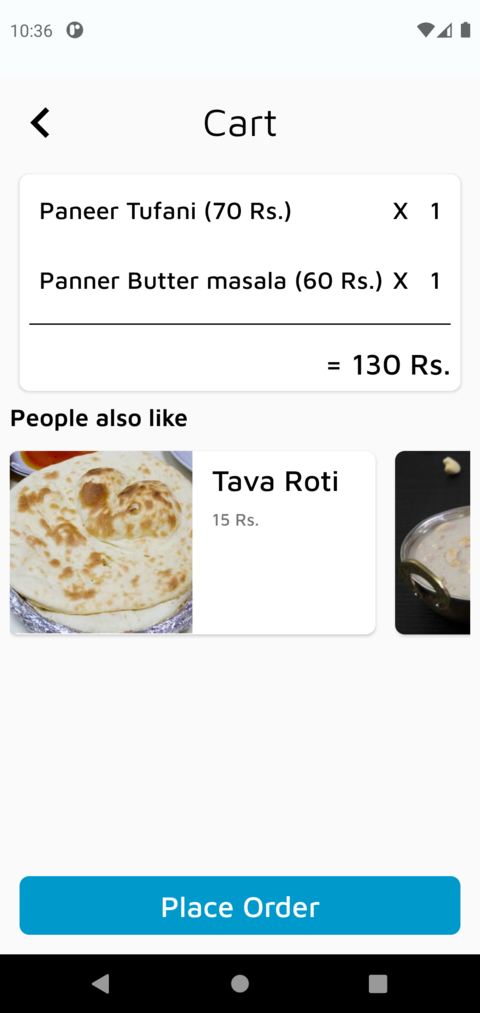 10:36
Cart
Paneer Tufani (70 Rs.) X 1
Panner Butter masala (60 Rs.) X 1
= 130 Rs.
People also like
Tava Roti
15 Rs.
Place Order